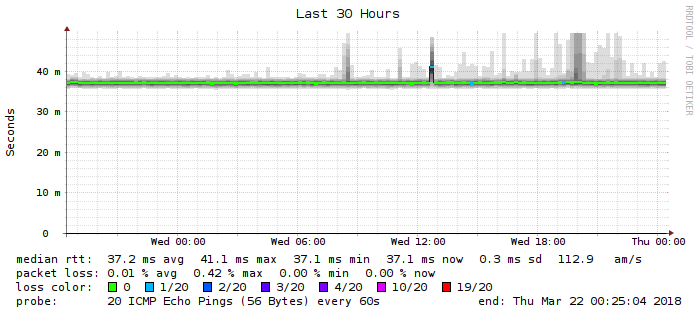 Last 30 Hours
RRDTOOL / TOBI OETIKER
Seconds
40 m
30 m
20 m
10 m
0
Wed 00:00 Wed 06:00 Wed 12:00 Wed 18:00 Thu 00:00
median rtt: 37.2 ms avg 41.1 ms max 37.1 ms min 37.1 ms now 0.3 ms sd 112.9 am/s
packet loss: 0.01 % avg 0.42 % max 0.00 % min 0.00 % now
loss color: 0 1/20 2/20 3/20 4/20 10/20 19/20
probe: 20 ICMP Echo Pings (56 Bytes) every 60s end: Thu Mar 22 00:25:04 2018